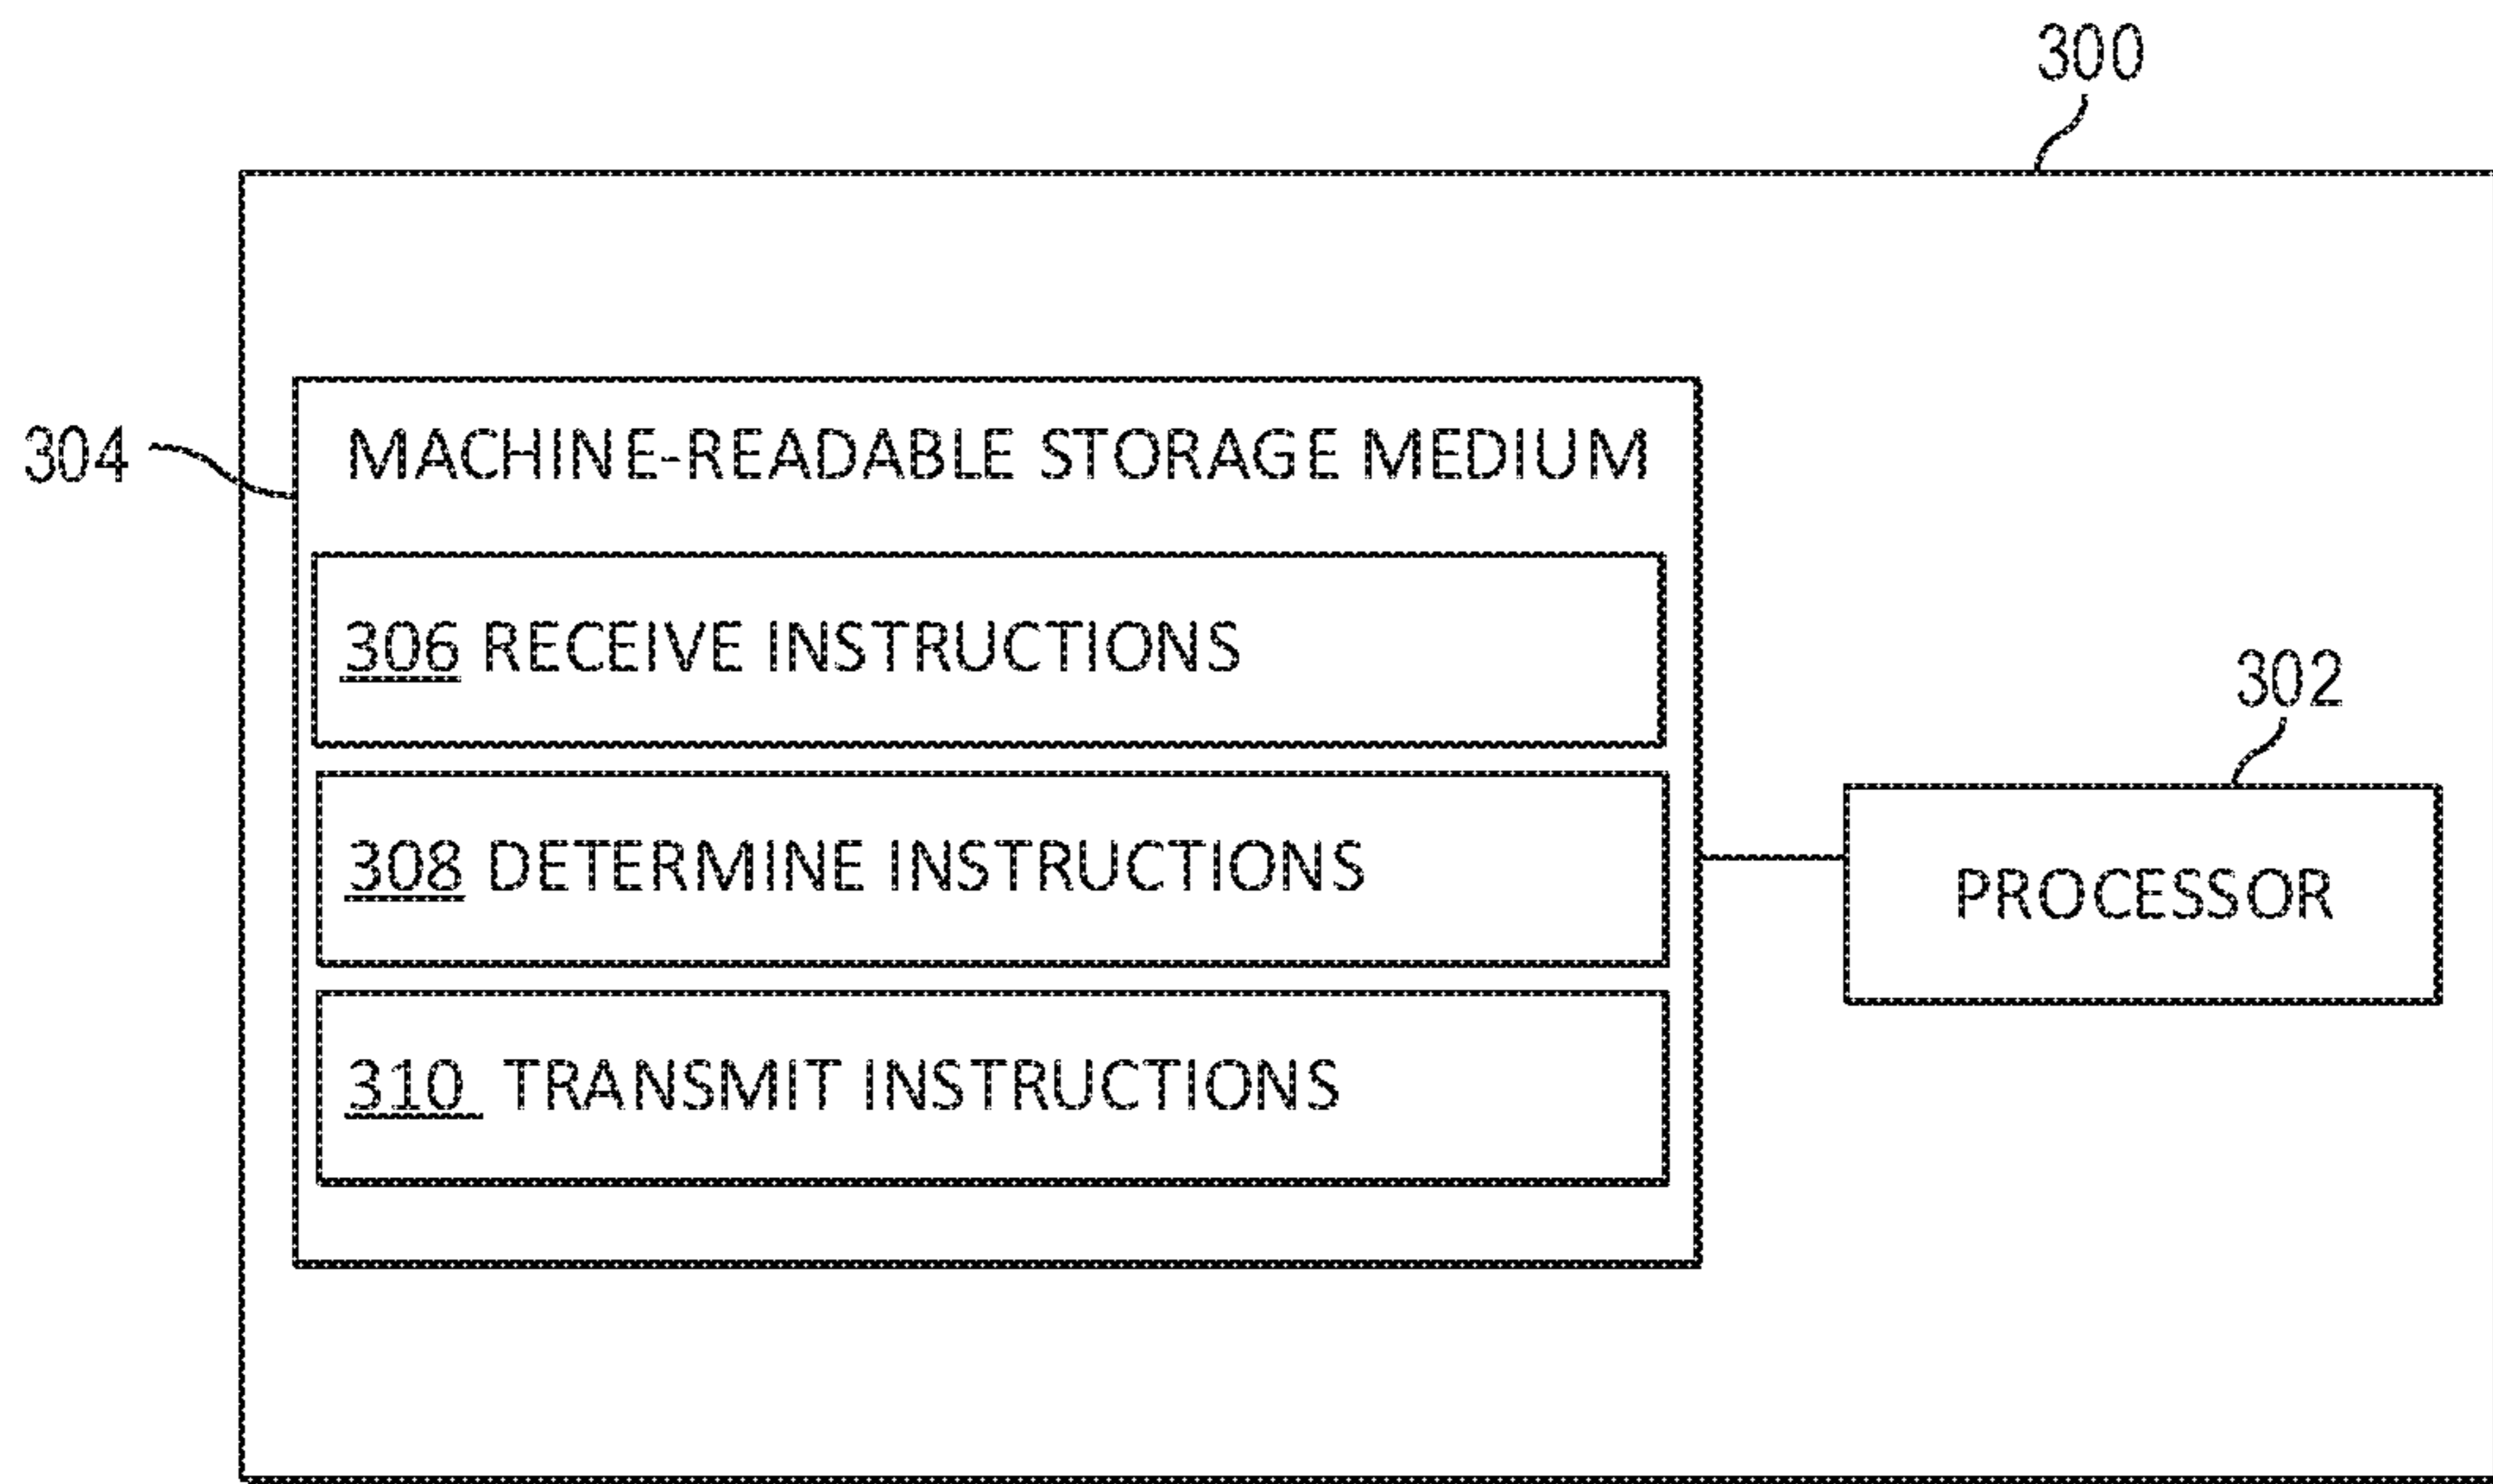 300
304
MACHINE-READABLE STORAGE MEDIUM
306 RECEIVE INSTRUCTIONS
302
308 DETERMINE INSTRUCTIONS
PROCESSOR
310 TRANSMIT INSTRUCTIONS